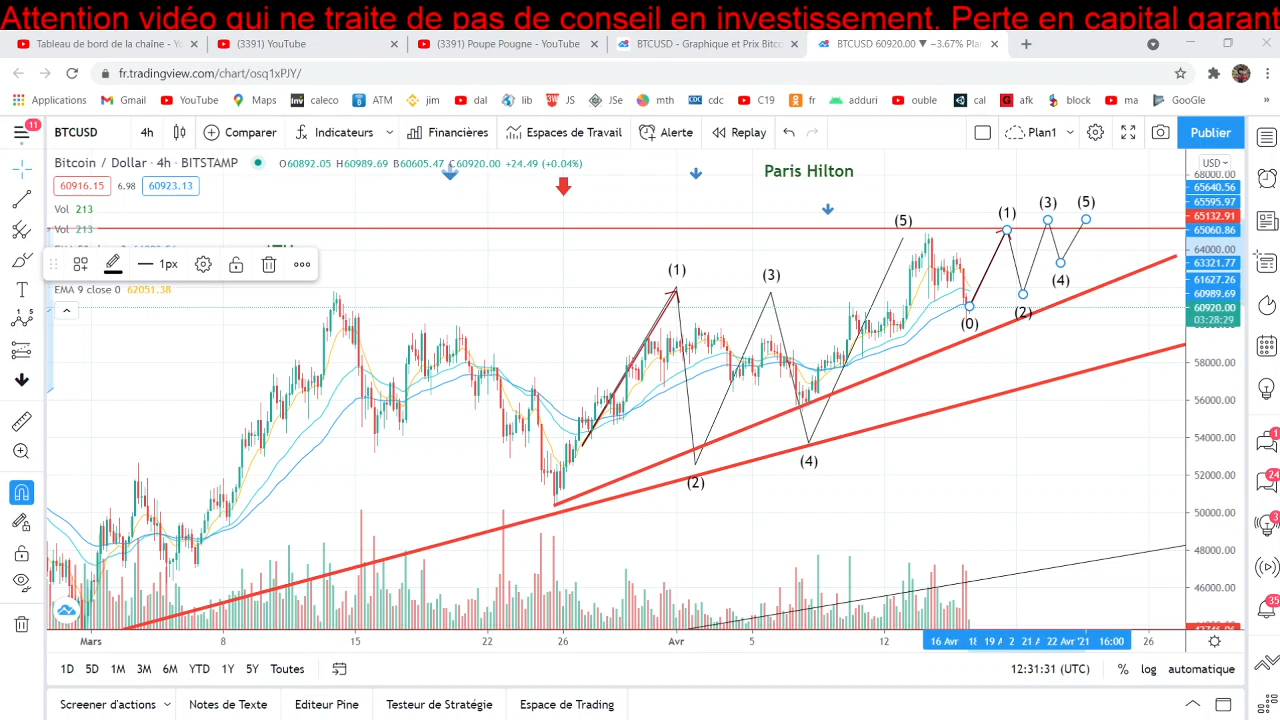 Attention vidéo qui ne traite de pas de conseil en investissement. Perte en capital garant
Tableau de bord de la chaîne - Yo
(3391) YouTube
(3391) Poupe Pougne - YouTube
BTCUSD - Graphique et Prix Bitco
BTCUSD 60920.00 ▼ −3.67% Pla
fr.tradingview.com/chart/osq1xPJY/
Applications Gmail YouTube Maps caleco ATM jim dal lib JS JSe mth cdc C19 fr adduri ouble cal afk block ma GooGle »
11 BTCUSD 4h Comparer Indicateurs Financières Espaces de Travail Alerte Replay Plan1 Publier
Bitcoin / Dollar · 4h · BITSTAMP O60892.05 H60989.69 B60605.47 C60920.00 +24.49 (+0.04%)
60916.15 6.98 60923.13
Vol 213
Vol 213
1px
EMA 9 close 0 62051.38
Paris Hilton
(1)
(2)
(3)
(4)
(5)
(0)
(1)
(2)
(3)
(4)
(5)
USD
68000.00
65640.56
65595.97
65132.91
65060.86
64000.00
63321.77
61627.26
60989.69
60920.00
03:28:29
58000.00
56000.00
54000.00
52000.00
50000.00
48000.00
46000.00
1
24
3
35
Mars 8 15 22 26 Avr 5 12 16 Avr 22 Avr '21 16:00 26
1D 5D 1M 3M 6M YTD 1Y 5Y Toutes 12:31:31 (UTC) % log automatique
Screener d'actions Notes de Texte Editeur Pine Testeur de Stratégie Espace de Trading